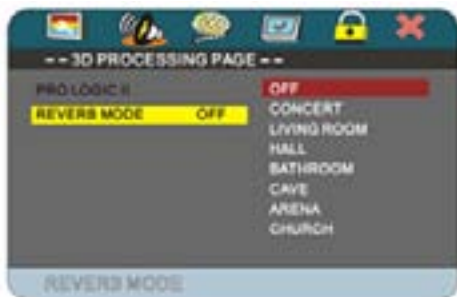 -- 3D PROCESSING PAGE --
PRO LOGIC II
REVERB MODE OFF
OFF
CONCERT
LIVING ROOM
HALL
BATHROOM
CAVE
ARENA
CHURCH
REVERB MODE